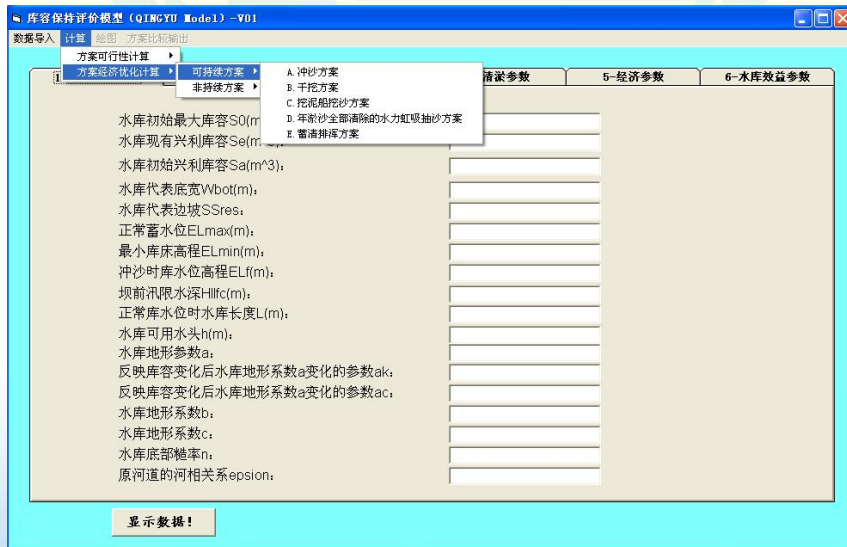 库容保持评价模型（QINGYU Model）-V01
数据导入 计算 绘图 方案比较输出
方案可行性计算
方案经济优化计算
可持续方案
非持续方案
A.冲沙方案
B.干挖方案
C.挖泥船挖沙方案
D.年淤沙全部清除的水力虹吸抽沙方案
E.蓄清排浑方案
1
清淤参数
5-经济参数
6-水库效益参数
水库初始最大库容S0(m
水库现有兴利库容Se(m^3):
水库初始兴利库容Sa(m^3):
水库代表底宽Wbot(m):
水库代表边坡SSres:
正常蓄水位ELmax(m):
最小库床高程ELmin(m):
冲沙时库水位高程ELf(m):
坝前汛限水深Hllfc(m):
正常库水位时水库长度L(m):
水库可用水头h(m):
水库地形参数a:
反映库容变化后水库地形系数a变化的参数ak:
反映库容变化后水库地形系数a变化的参数ac:
水库地形系数b:
水库地形系数c:
水库底部糙率n:
原河道的河相关系epsion:
显示数据!